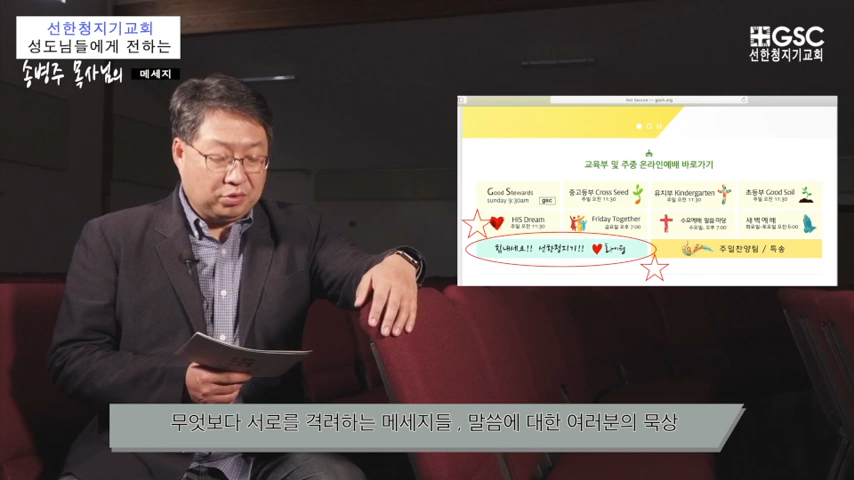 선한청지기교회
성도님들에게 전하는
송병주 목사님의 메세지
GSC
선한청지기교회
Not Secure — gsch.org
교육부 및 주중 온라인예배 바로가기
Good Stewards
sunday 9:30am
gsc
중고등부 Cross Seed
주일 오전 11:30
유치부 Kindergarten
주일 오전 11:30
초등부 Good Soil
주일 오전 11:30
HIS Dream
주일 오전 11:30
Friday Together
금요일 오후 7:00
수요예배 말씀마당
수요일, 오후 7:00
새벽예배
화요일-토요일 오전 6:00
힘내세요!! 선한청지기!!
주일찬양팀 / 특송
무엇보다 서로를 격려하는 메세지들 , 말씀에 대한 여러분의 묵상